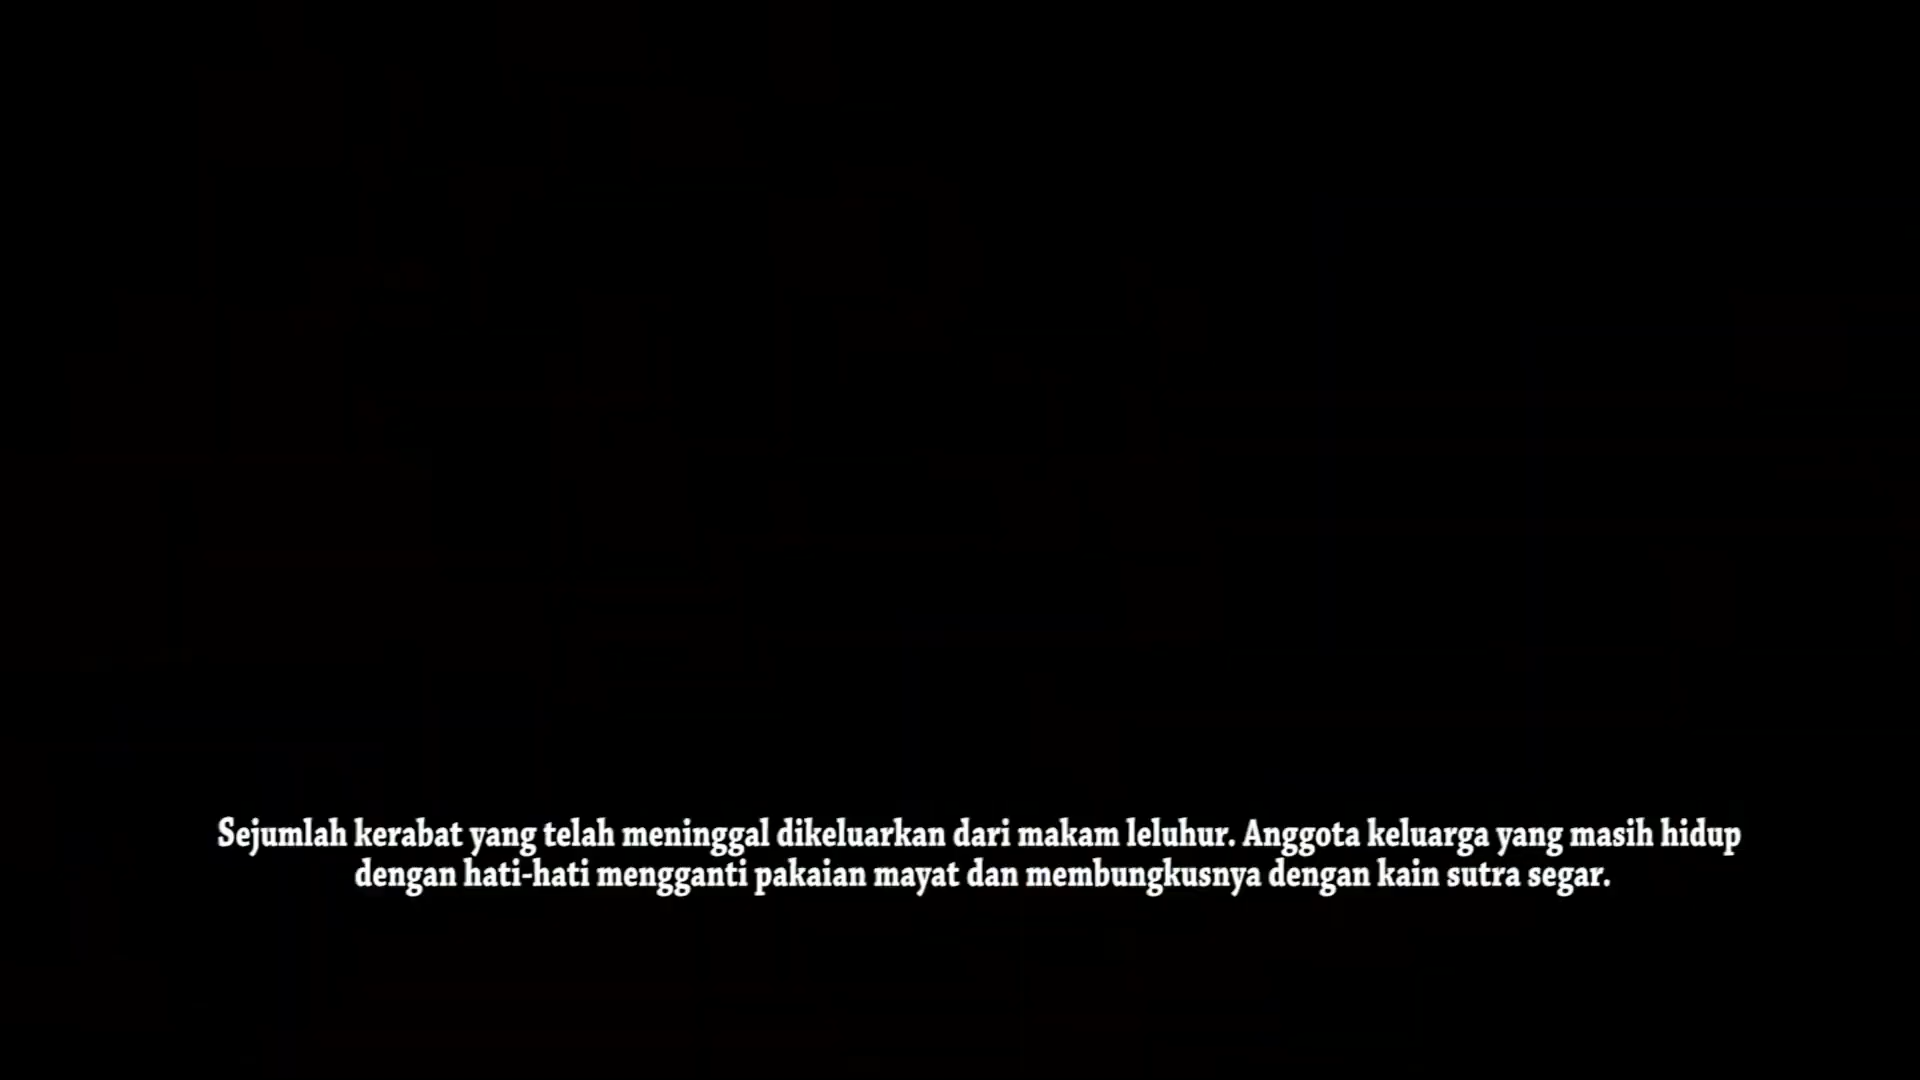 Sejumlah kerabat yang telah meninggal dikeluarkan dari makam leluhur. Anggota keluarga yang masih hidup
dengan hati-hati mengganti pakaian mayat dan membungkusnya dengan kain sutra segar.